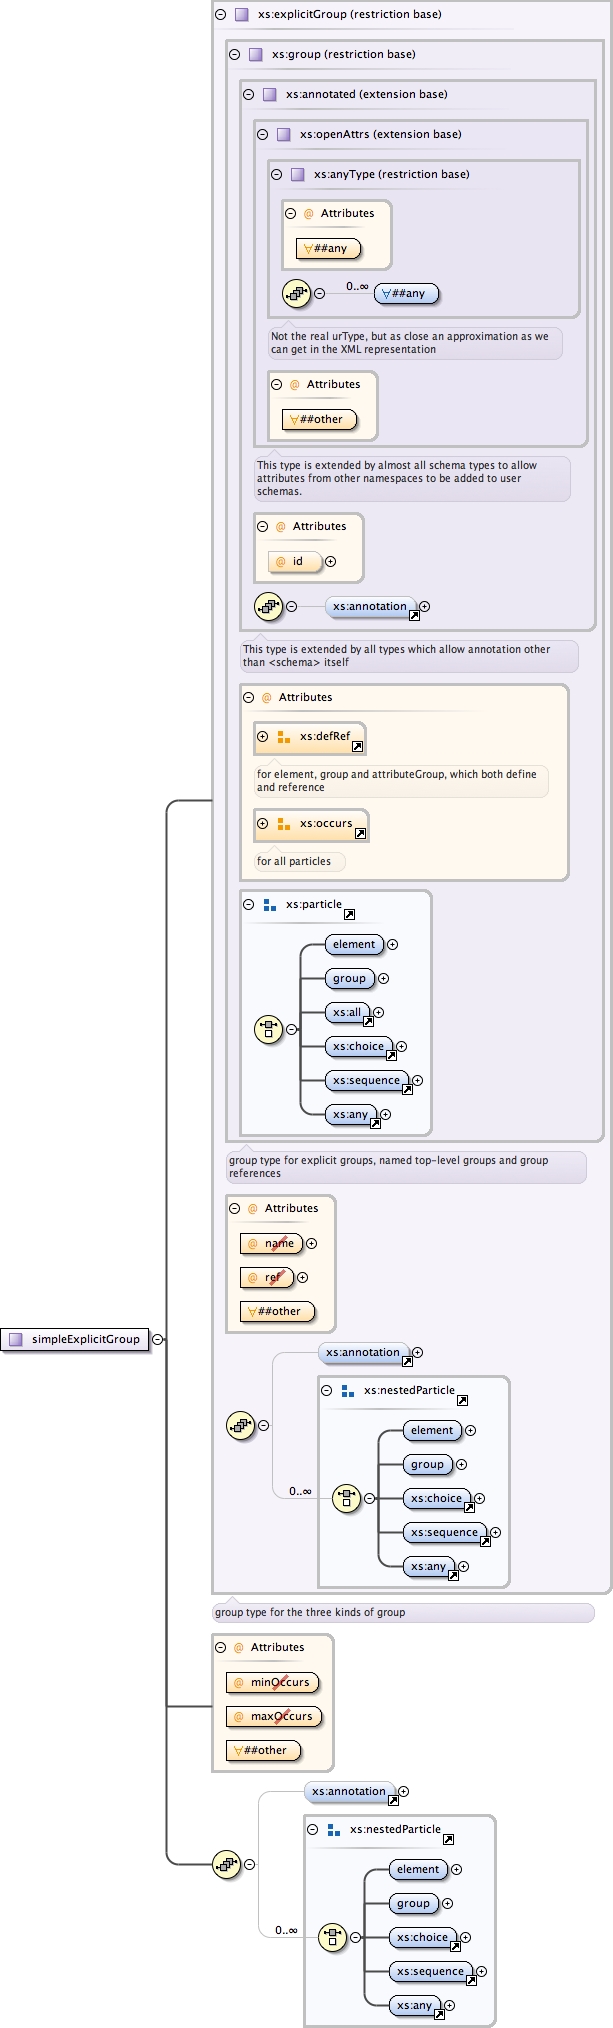 xs:explicitGroup (restriction base)
xs:group (restriction base)
xs:annotated (extension base)
xs:openAttrs (extension base)
xs:anyType (restriction base)
@ Attributes
∀##any
0..∞
∀##any
Not the real urType, but as close an approximation as we
can get in the XML representation
@ Attributes
∀##other
This type is extended by almost all schema types to allow
attributes from other namespaces to be added to user
schemas.
@ Attributes
@ id
xs:annotation
This type is extended by all types which allow annotation other
than <schema> itself
@ Attributes
xs:defRef
for element, group and attributeGroup, which both define
and reference
xs:occurs
for all particles
xs:particle
element
group
xs:all
xs:choice
xs:sequence
xs:any
group type for explicit groups, named top-level groups and group
references
@ Attributes
@ name
@ ref
∀##other
simpleExplicitGroup
xs:annotation
xs:nestedParticle
element
group
0..∞
xs:choice
xs:sequence
xs:any
group type for the three kinds of group
@ Attributes
@ minOccurs
@ maxOccurs
∀##other
xs:annotation
xs:nestedParticle
element
group
0..∞
xs:choice
xs:sequence
xs:any